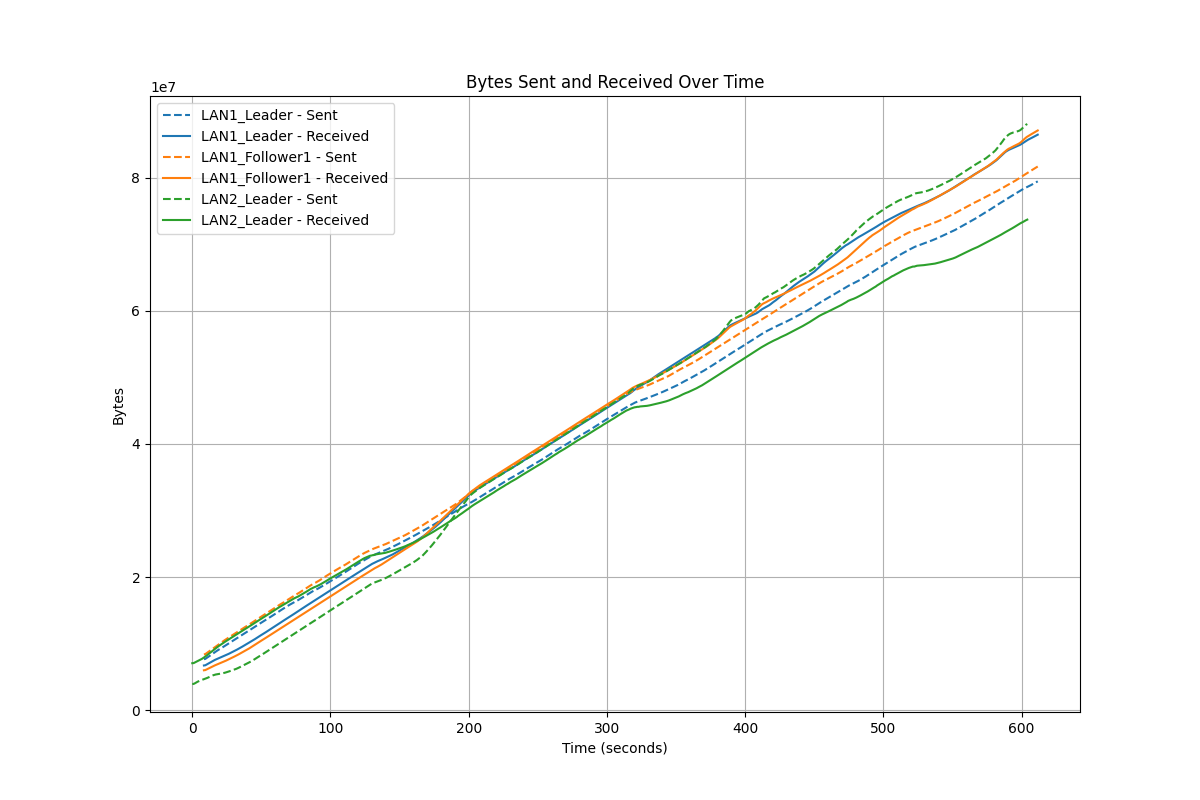 Bytes Sent and Received Over Time
1e7
LAN1_Leader - Sent
LAN1_Leader - Received
LAN1_Follower1 - Sent
LAN1_Follower1 - Received
LAN2_Leader - Sent
LAN2_Leader - Received
8
6
4
2
0
Bytes
0 100 200 300 400 500 600
Time (seconds)